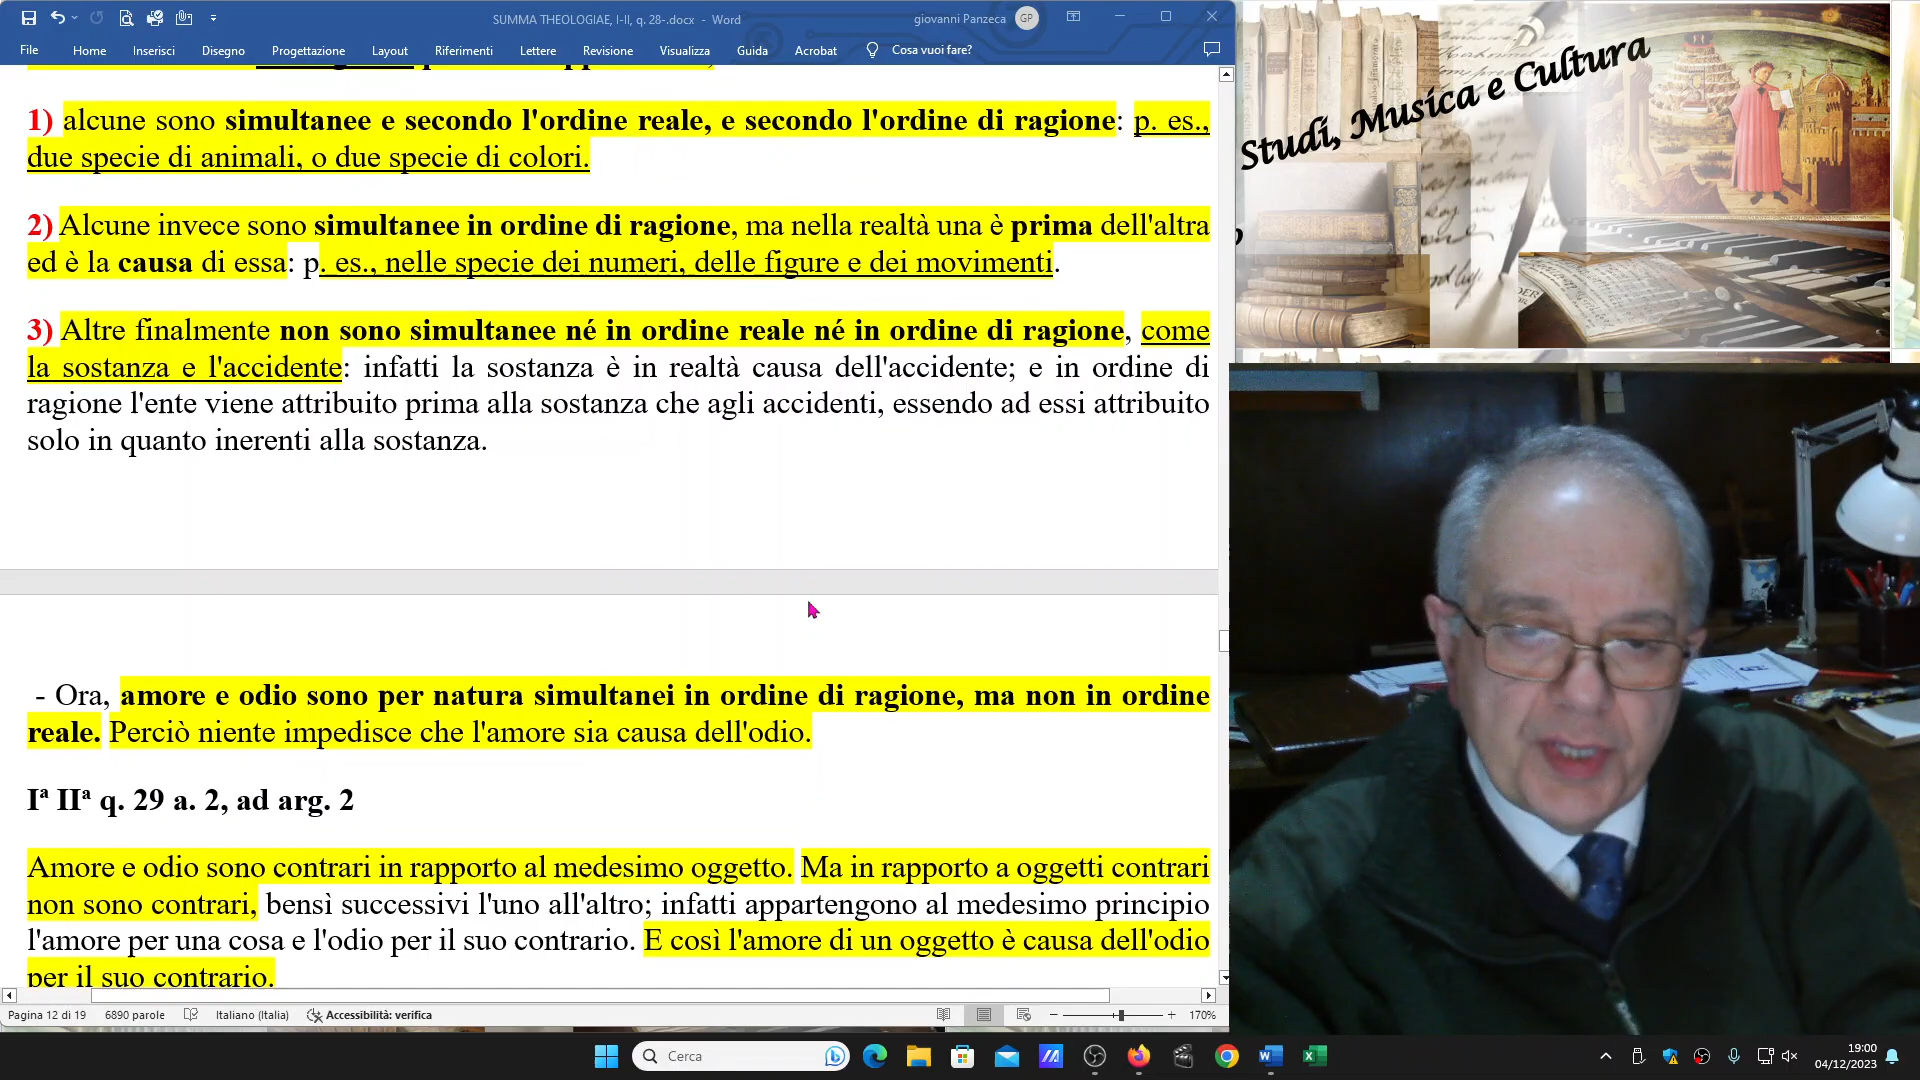 SUMMA THEOLOGIAE, I-II, q. 28-.docx - Word
giovanni Panzeca GP
File Home Inserisci Disegno Progettazione Layout Riferimenti Lettere Revisione Visualizza Guida Acrobat Cosa vuoi fare?
1) alcune sono simultanee e secondo l'ordine reale, e secondo l'ordine di ragione: p. es.,
due specie di animali, o due specie di colori.
2) Alcune invece sono simultanee in ordine di ragione, ma nella realtà una è prima dell'altra
ed è la causa di essa: p. es., nelle specie dei numeri, delle figure e dei movimenti.
3) Altre finalmente non sono simultanee né in ordine reale né in ordine di ragione, come
la sostanza e l'accidente: infatti la sostanza è in realtà causa dell'accidente; e in ordine di
ragione l'ente viene attribuito prima alla sostanza che agli accidenti, essendo ad essi attribuito
solo in quanto inerenti alla sostanza.
- Ora, amore e odio sono per natura simultanei in ordine di ragione, ma non in ordine
reale. Perciò niente impedisce che l'amore sia causa dell'odio.
Iª IIª q. 29 a. 2, ad arg. 2
Amore e odio sono contrari in rapporto al medesimo oggetto. Ma in rapporto a oggetti contrari
non sono contrari, bensì successivi l'uno all'altro; infatti appartengono al medesimo principio
l'amore per una cosa e l'odio per il suo contrario. E così l'amore di un oggetto è causa dell'odio
per il suo contrario.
Pagina 12 di 19 6890 parole Italiano (Italia) Accessibilità: verifica 170%
Studi, Musica e Cultura
Cerca
19:00
04/12/2023